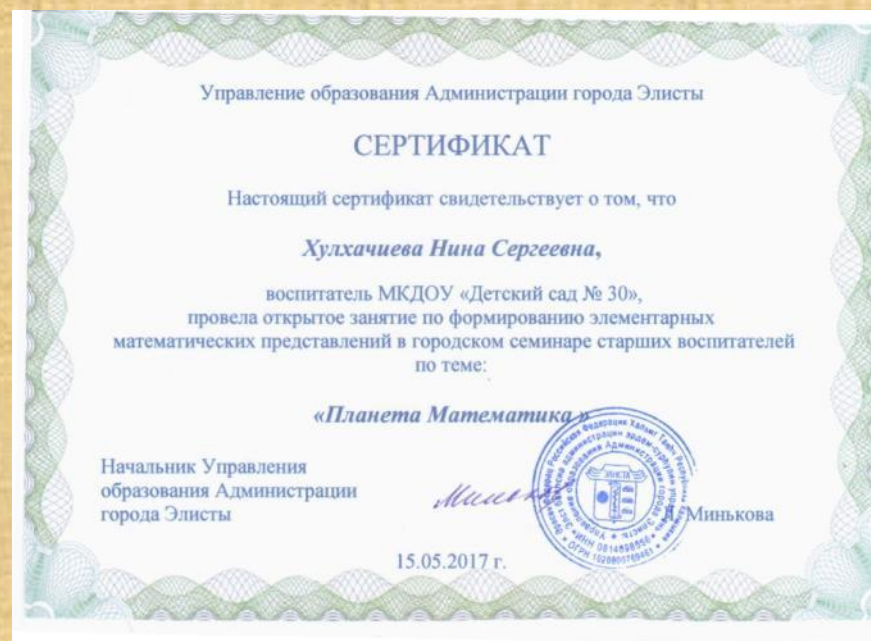 Управление образования Администрации города Элисты
СЕРТИФИКАТ
Настоящий сертификат свидетельствует о том, что
Хулхачиева Нина Сергеевна,
воспитатель МКДОУ «Детский сад № 30»,
провела открытое занятие по формированию элементарных
математических представлений в городском семинаре старших воспитателей
по теме:
«Планета Математика»
Начальник Управления
образования Администрации
города Элисты
Минькова
15.05.2017 г.